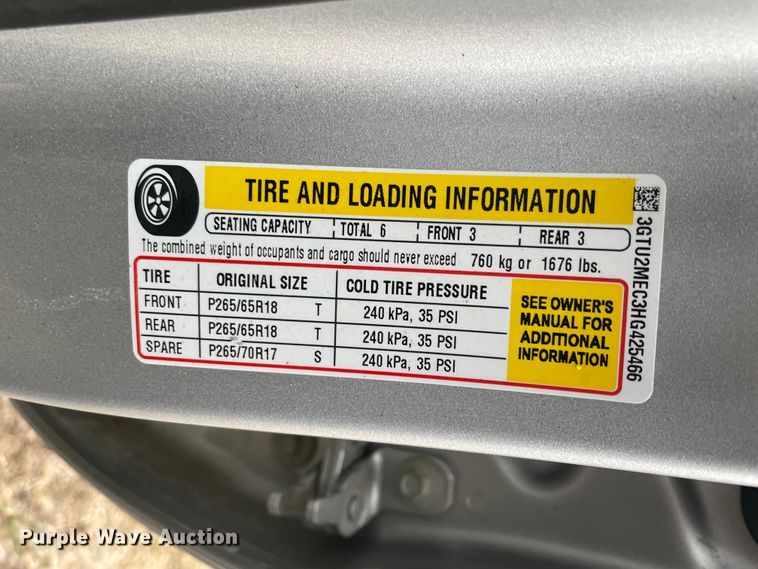 TIRE AND LOADING INFORMATION
SEATING CAPACITY TOTAL 6 FRONT 3 REAR 3
The combined weight of occupants and cargo should never exceed 760 kg or 1676 lbs.
TIRE ORIGINAL SIZE COLD TIRE PRESSURE
FRONT P265/65R18 T 240 kPa, 35 PSI
REAR P265/65R18 T 240 kPa, 35 PSI
SPARE P265/70R17 S 240 kPa, 35 PSI
SEE OWNER'S
MANUAL FOR
ADDITIONAL
INFORMATION
3GTU2MEC3HG425466
Purple Wave Auction